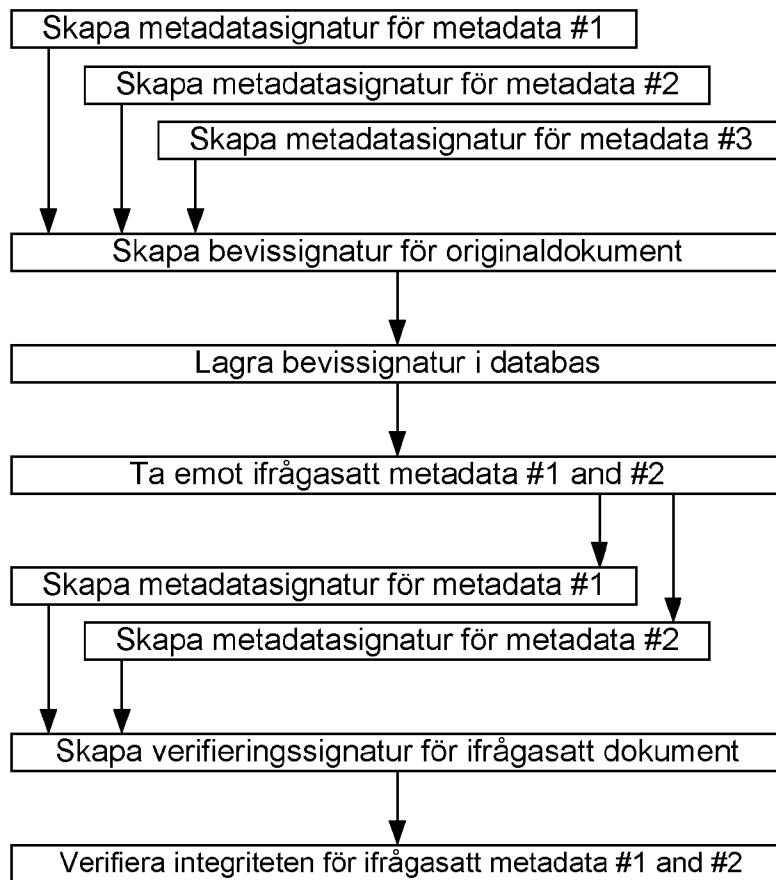 Skapa metadatasignatur för metadata #1
Skapa metadatasignatur för metadata #2
Skapa metadatasignatur för metadata #3
Skapa bevissignatur för originaldokument
Lagra bevissignatur i databas
Ta emot ifrågasatt metadata #1 and #2
Skapa metadatasignatur för metadata #1
Skapa metadatasignatur för metadata #2
Skapa verifieringssignatur för ifrågasatt dokument
Verifiera integriteten för ifrågasatt metadata #1 and #2